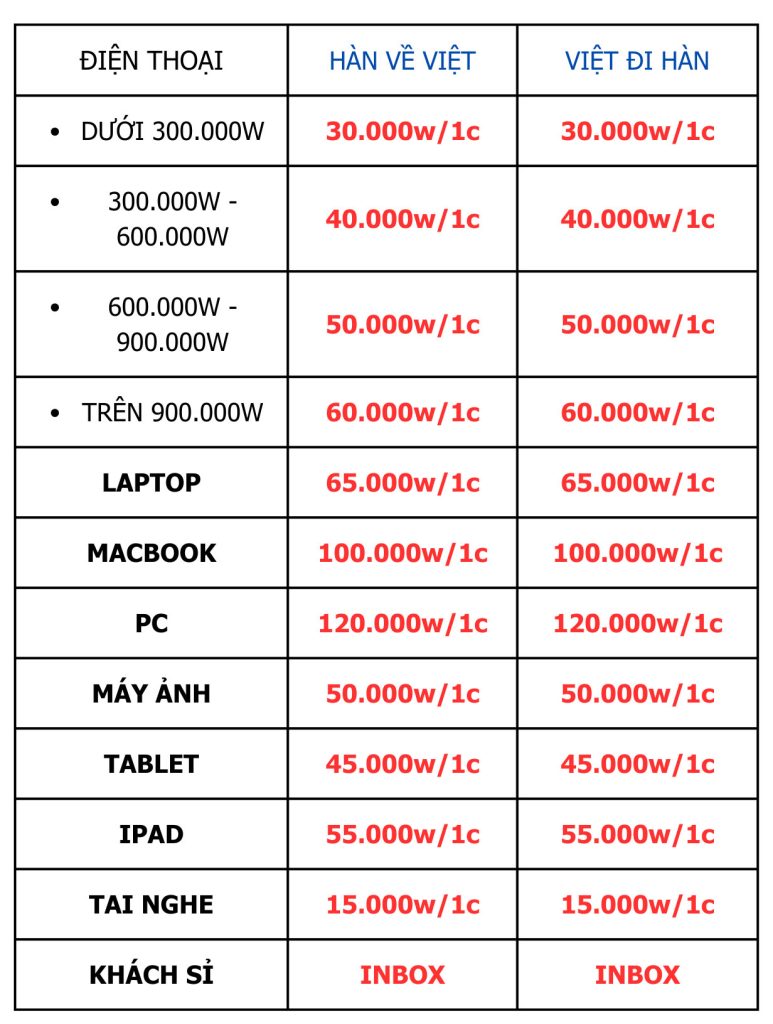 ĐIỆN THOẠI HÀN VỀ VIỆT VIỆT ĐI HÀN
• DƯỚI 300.000W 30.000w/1c 30.000w/1c
• 300.000W -
600.000W 40.000w/1c 40.000w/1c
• 600.000W -
900.000W 50.000w/1c 50.000w/1c
• TRÊN 900.000W 60.000w/1c 60.000w/1c
LAPTOP 65.000w/1c 65.000w/1c
MACBOOK 100.000w/1c 100.000w/1c
PC 120.000w/1c 120.000w/1c
MÁY ẢNH 50.000w/1c 50.000w/1c
TABLET 45.000w/1c 45.000w/1c
IPAD 55.000w/1c 55.000w/1c
TAI NGHE 15.000w/1c 15.000w/1c
KHÁCH SỈ INBOX INBOX